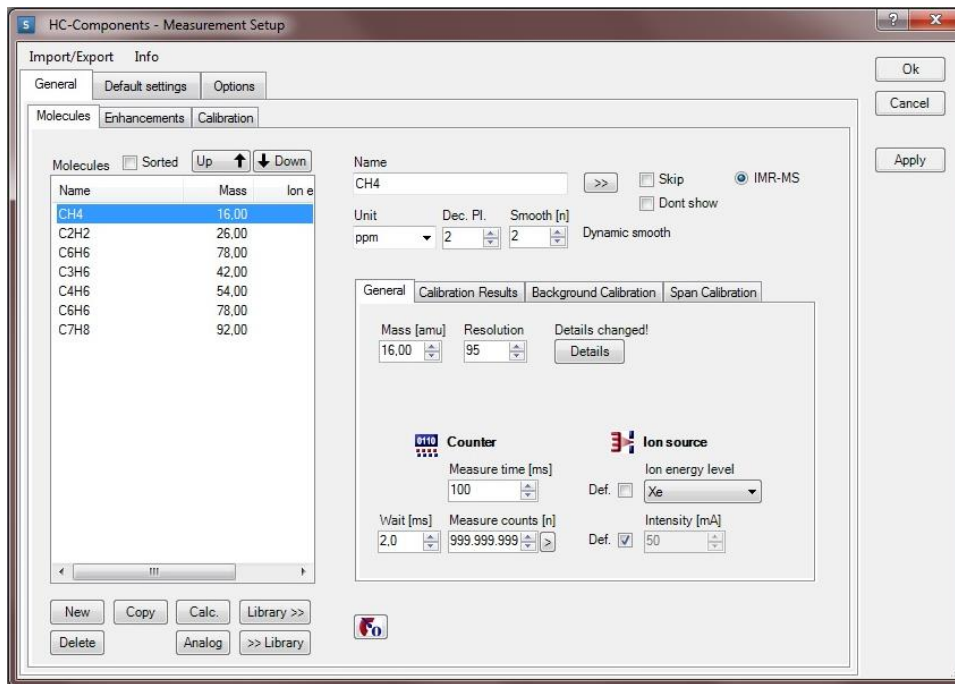 S HC-Components - Measurement Setup ? X
Import/Export Info
General Default settings Options
Ok
Cancel
Apply
Molecules Enhancements Calibration
Molecules Sorted Up Down
Name Mass Ion e
CH4 16,00
C2H2 26,00
C6H6 78,00
C3H6 42,00
C4H6 54,00
C6H6 78,00
C7H8 92,00
New Copy Calc. Library >>
Delete Analog >> Library
Name
CH4 >> Skip IMR-MS
Dont show
Unit Dec. Pl. Smooth [n]
ppm 2 2 Dynamic smooth
General Calibration Results Background Calibration Span Calibration
Mass [amu] Resolution Details changed!
16,00 95 Details
0110 Counter Ion source
Measure time [ms] Ion energy level
100 Def. Xe
Wait [ms] Measure counts [n] Intensity [mA]
2,0 999.999.999 > Def. 50
Fo